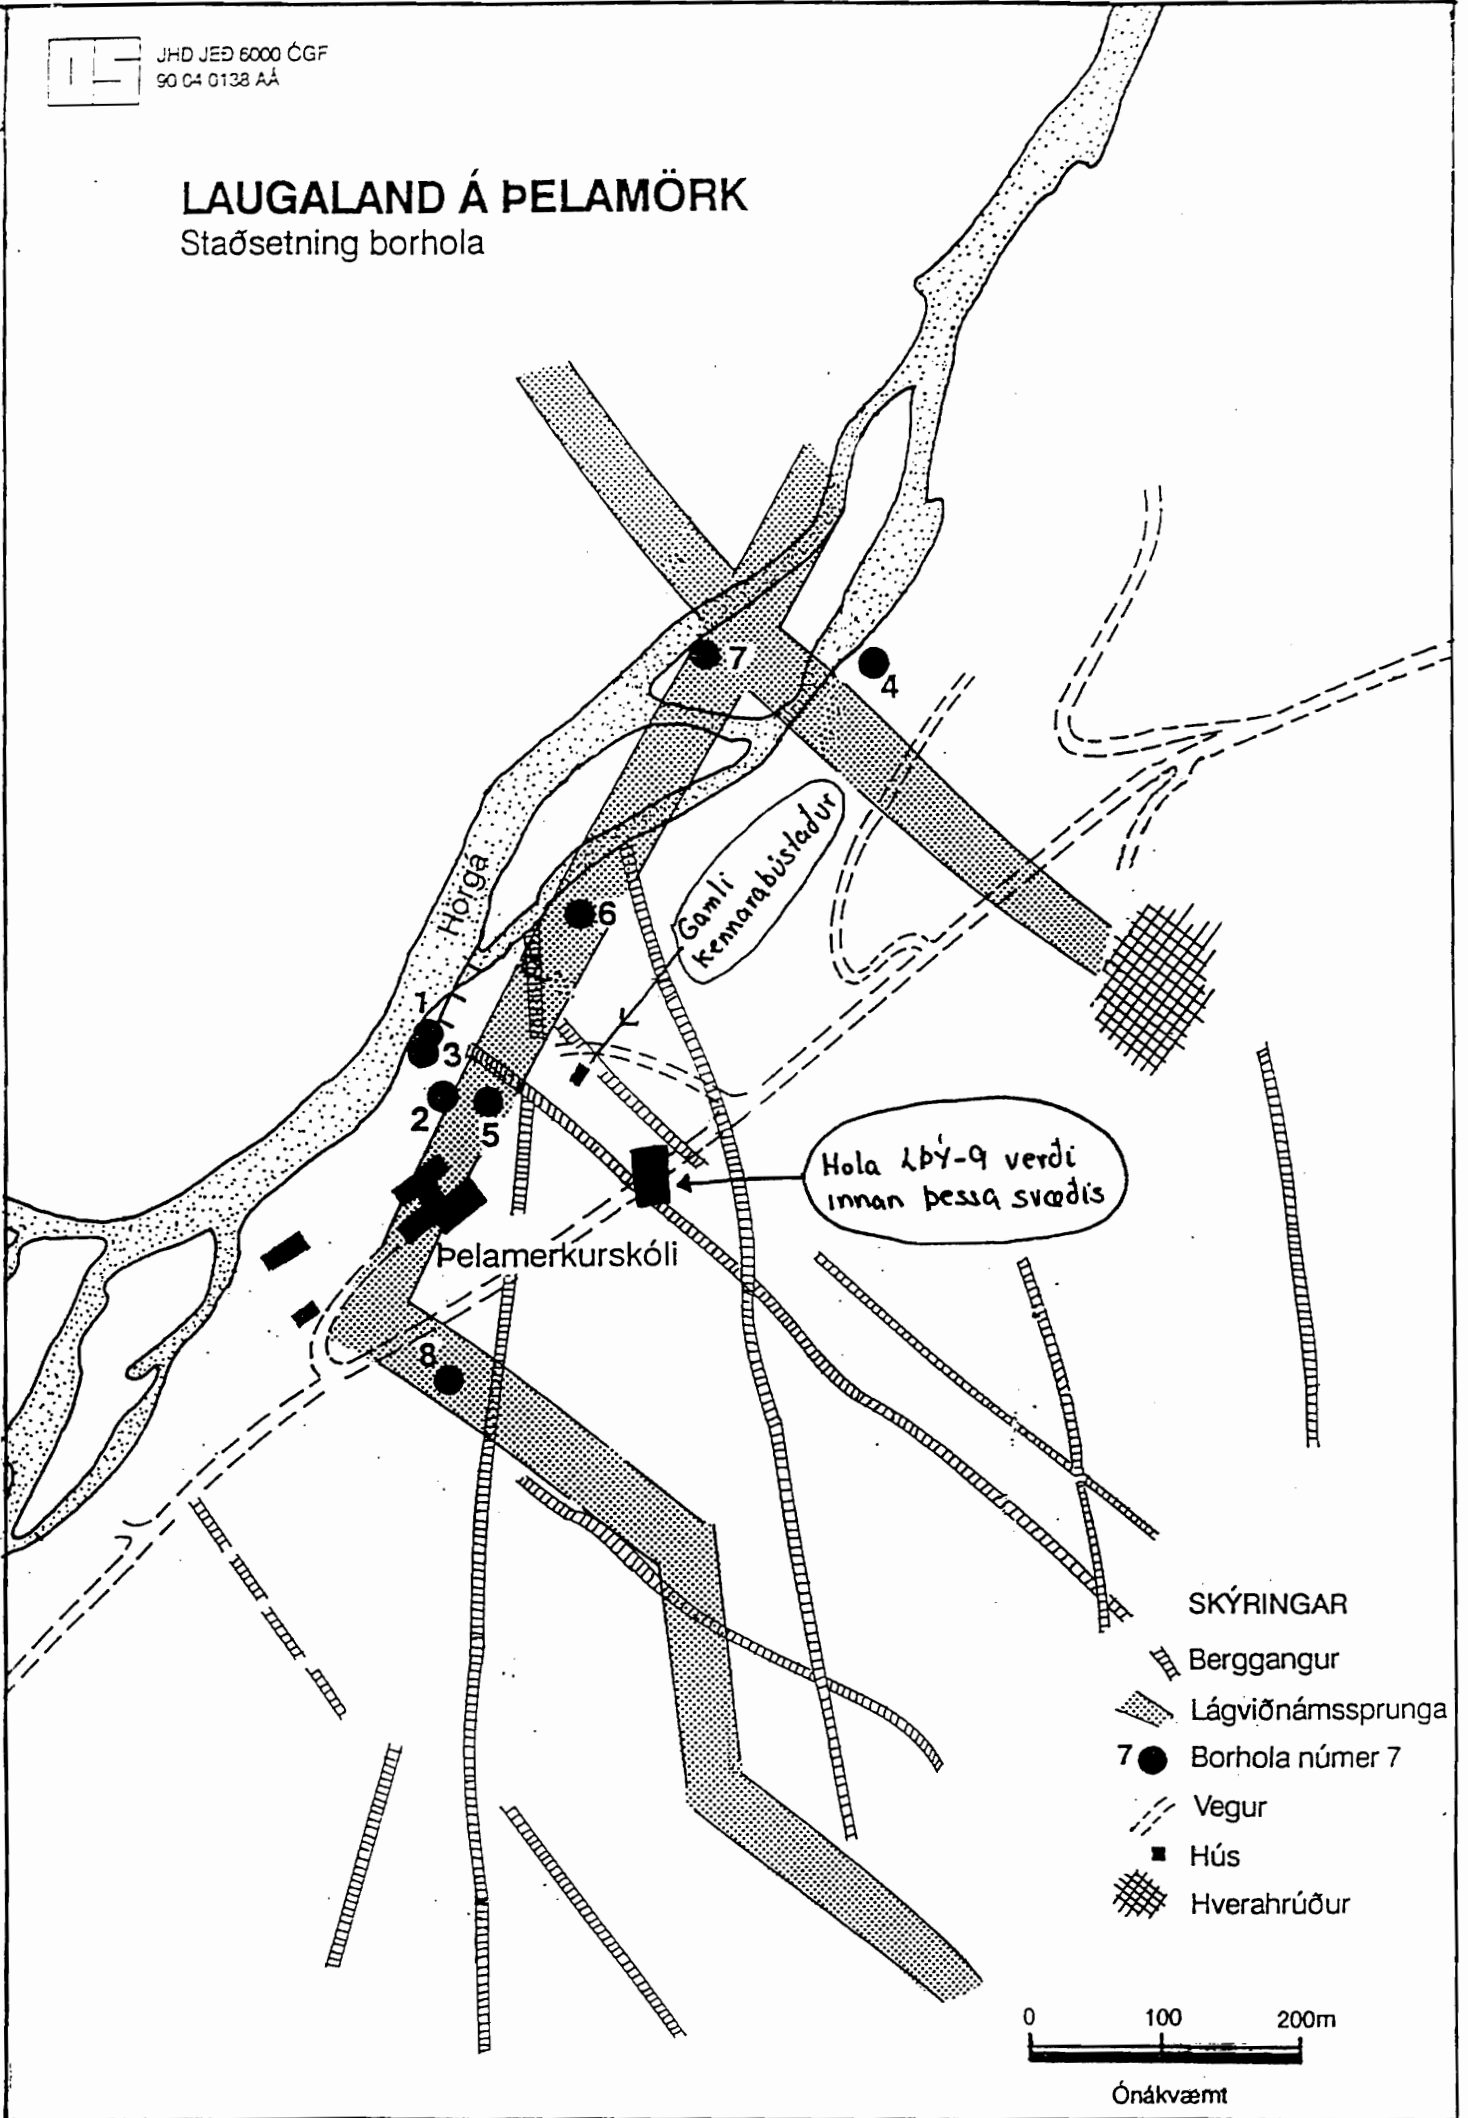 JHD JEÐ 6000 ÓGF
90 04 0138 AÁ
LAUGALAND Á ÞELAMÖRK
Staðsetning borhola
7
4
Gamli
kennarabústaður
Hörgá
6
1
3
2
5
Hola LÞÝ-9 verði
innan þessa svæðis
Þelamerkurskóli
8
SKÝRINGAR
Berggangur
Lágviðnámssprunga
7 Borhola númer 7
Vegur
Hús
Hverahrúður
0 100 200m
Ónákvæmt